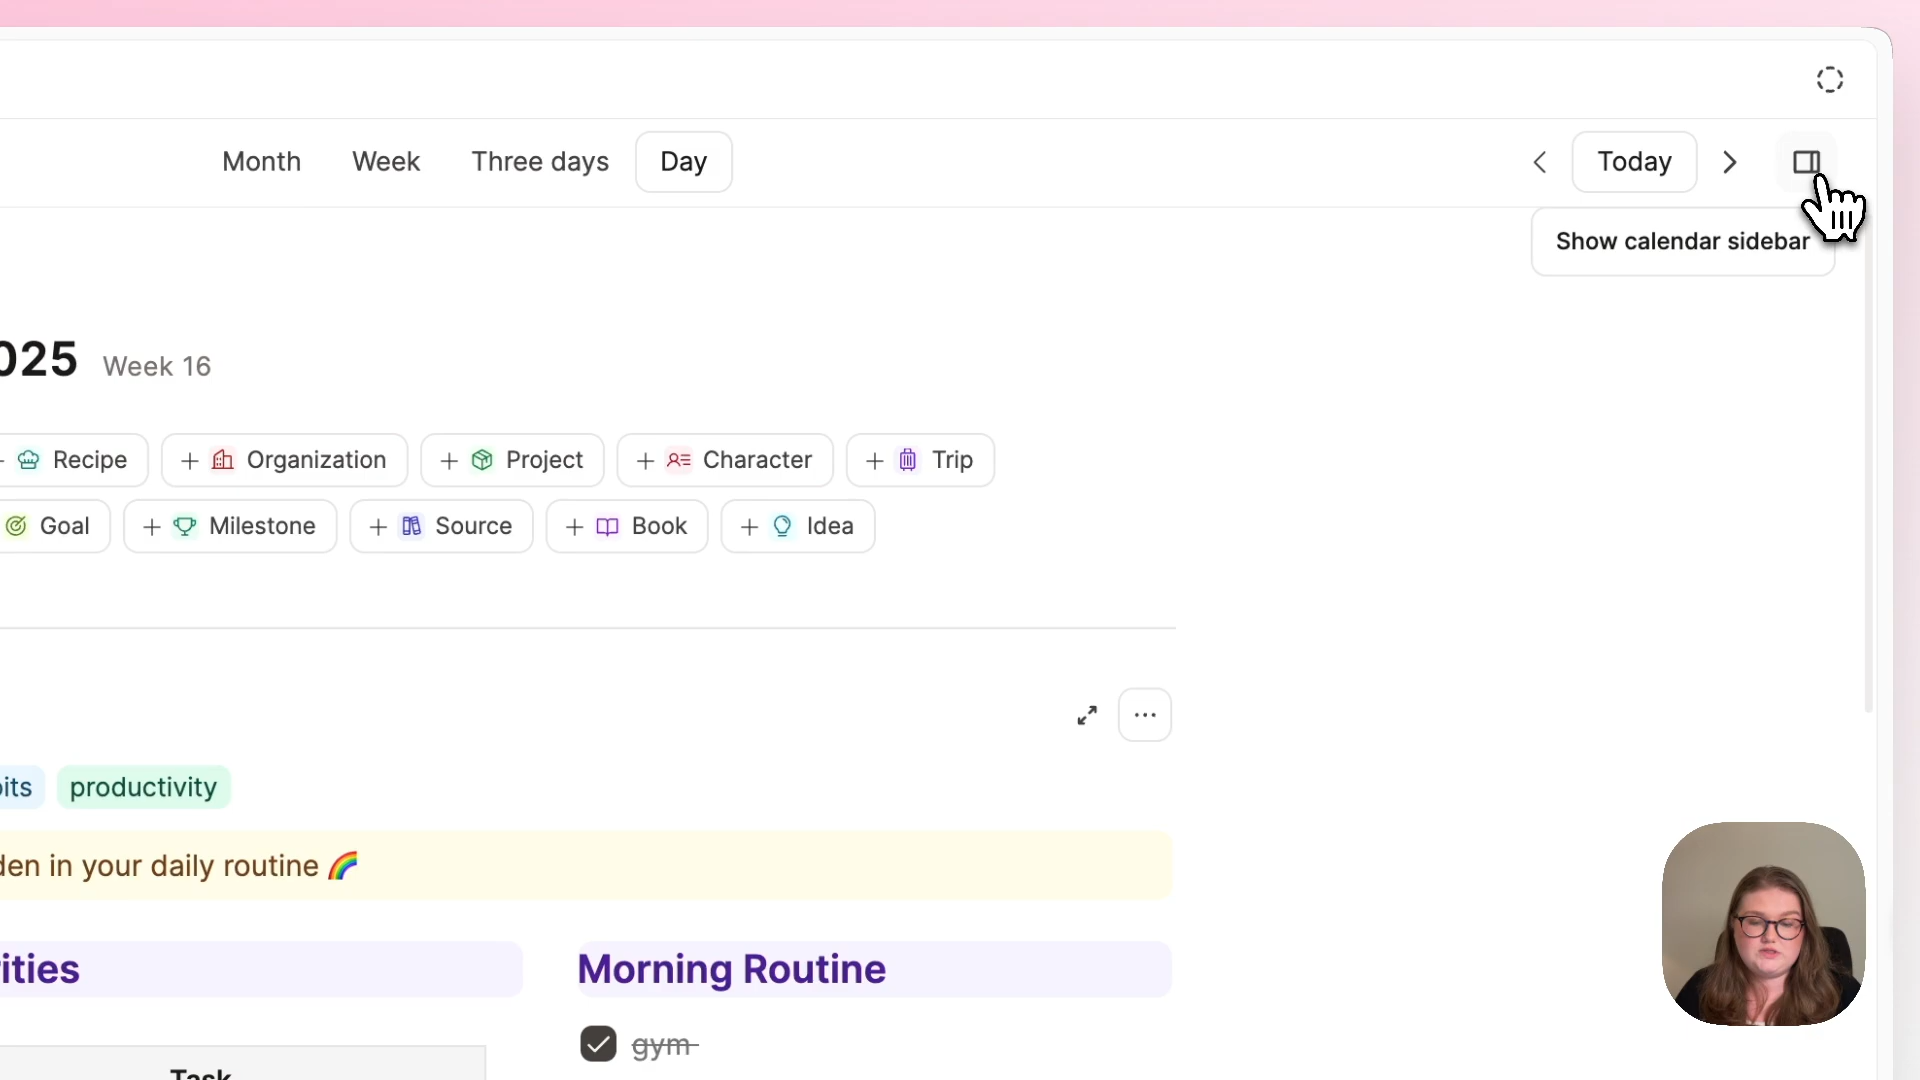 Month Week Three days Day Today
Show calendar sidebar
025 Week 16
Recipe + Organization + Project + Character + Trip
Goal + Milestone + Source + Book + Idea
...
its productivity
den in your daily routine 🌈
ities Morning Routine
gym
Task